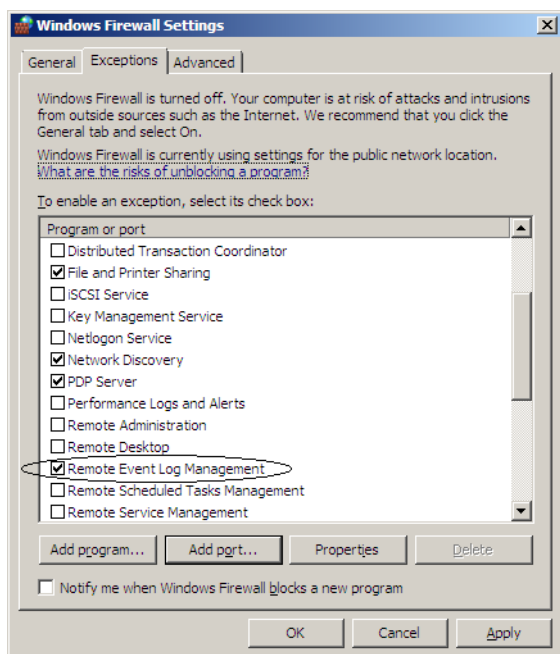 Windows Firewall Settings
General Exceptions Advanced
Windows Firewall is turned off. Your computer is at risk of attacks and intrusions
from outside sources such as the Internet. We recommend that you click the
General tab and select On.
Windows Firewall is currently using settings for the public network location.
What are the risks of unblocking a program?
To enable an exception, select its check box:
Program or port
Distributed Transaction Coordinator
File and Printer Sharing
iSCSI Service
Key Management Service
Netlogon Service
Network Discovery
PDP Server
Performance Logs and Alerts
Remote Administration
Remote Desktop
Remote Event Log Management
Remote Scheduled Tasks Management
Remote Service Management
Add program... Add port... Properties Delete
Notify me when Windows Firewall blocks a new program
OK Cancel Apply